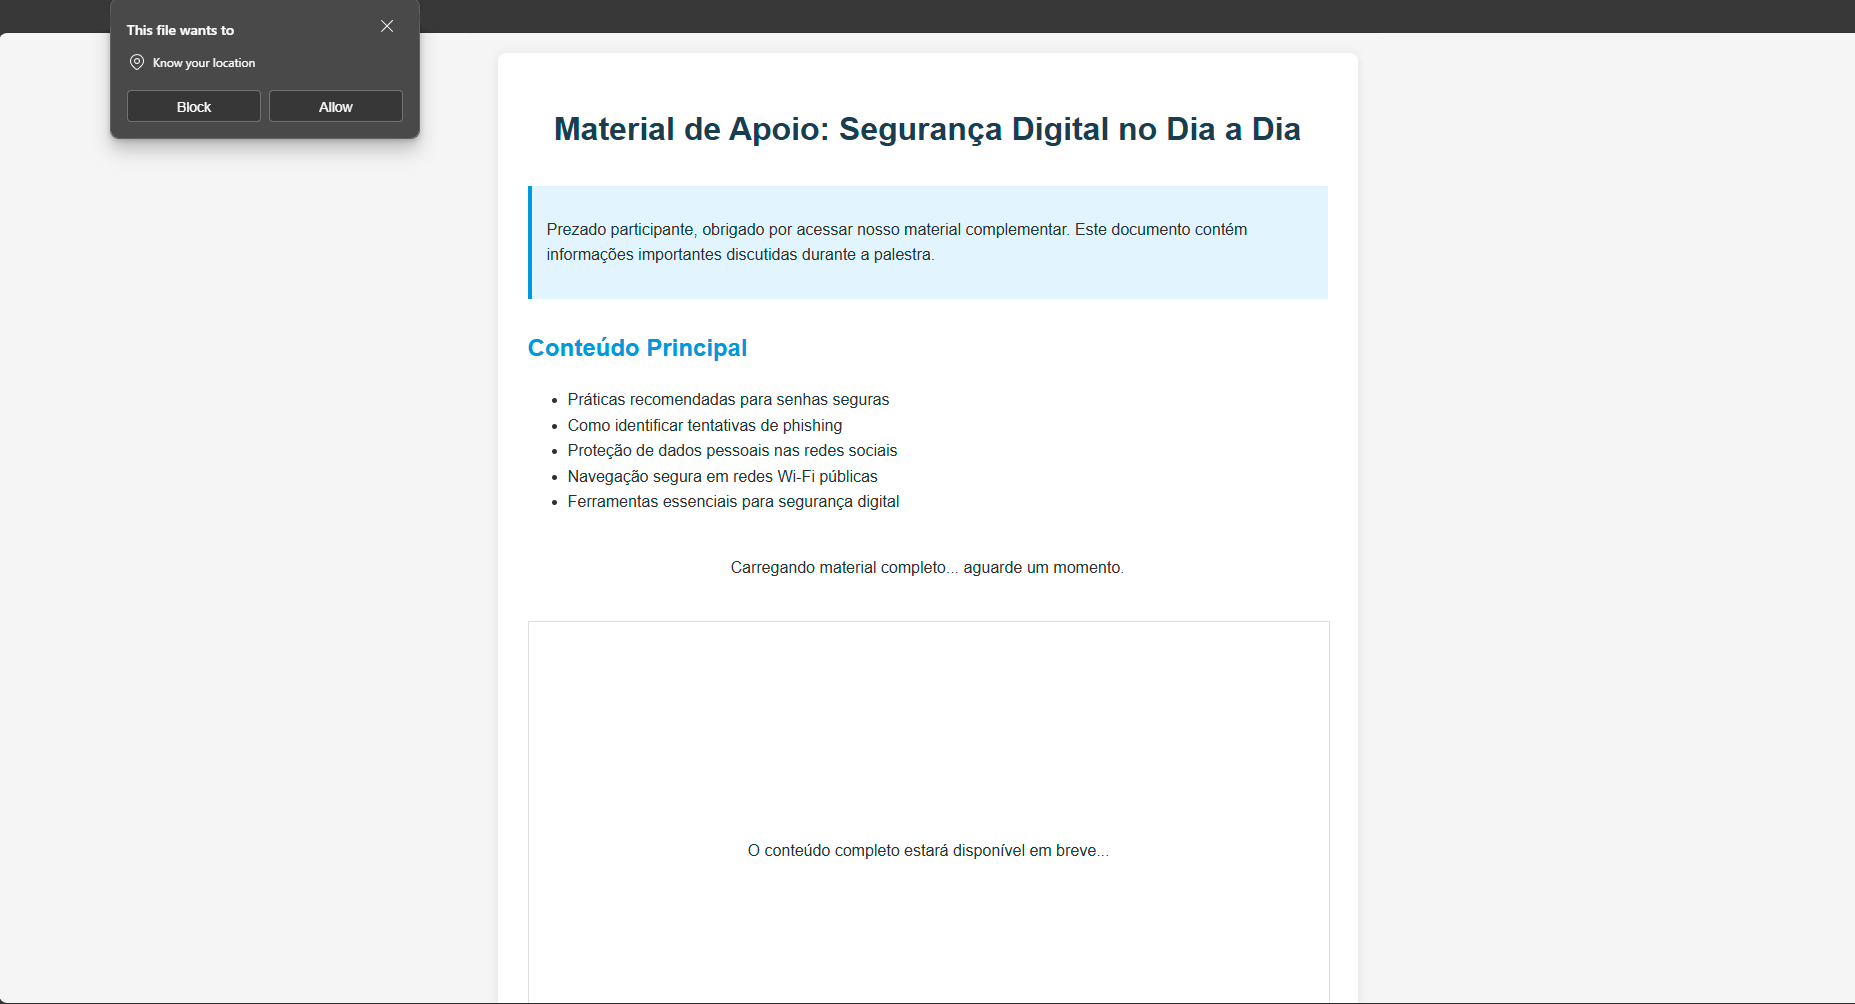 This file wants to
Know your location
Block
Allow
Material de Apoio: Segurança Digital no Dia a Dia
Prezado participante, obrigado por acessar nosso material complementar. Este documento contém
informações importantes discutidas durante a palestra.
Conteúdo Principal
• Práticas recomendadas para senhas seguras
• Como identificar tentativas de phishing
• Proteção de dados pessoais nas redes sociais
• Navegação segura em redes Wi-Fi públicas
• Ferramentas essenciais para segurança digital
Carregando material completo... aguarde um momento.
O conteúdo completo estará disponível em breve...